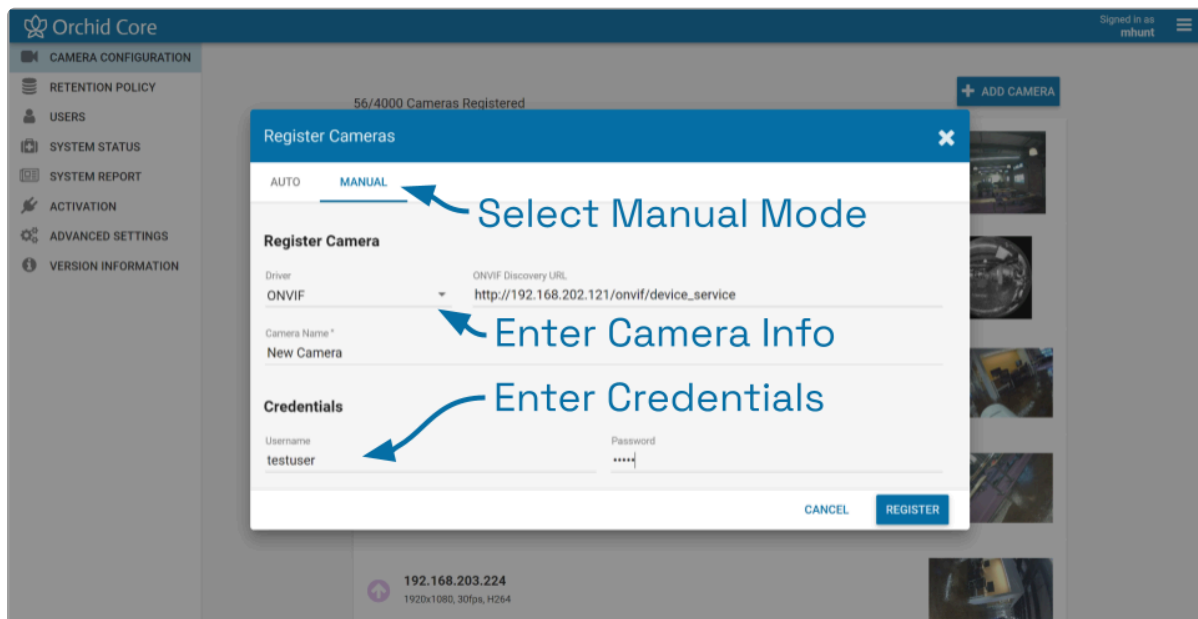 Orchid Core
Signed in as
mhunt
CAMERA CONFIGURATION
RETENTION POLICY
USERS
SYSTEM STATUS
SYSTEM REPORT
ACTIVATION
ADVANCED SETTINGS
VERSION INFORMATION
56/4000 Cameras Registered
ADD CAMERA
Register Cameras
AUTO MANUAL
Select Manual Mode
Register Camera
Driver ONVIF Discovery URL
ONVIF http://192.168.202.121/onvif/device_service
Enter Camera Info
Camera Name *
New Camera
Enter Credentials
Credentials
Username Password
testuser •••••
CANCEL REGISTER
192.168.203.224
1920x1080, 30fps, H264